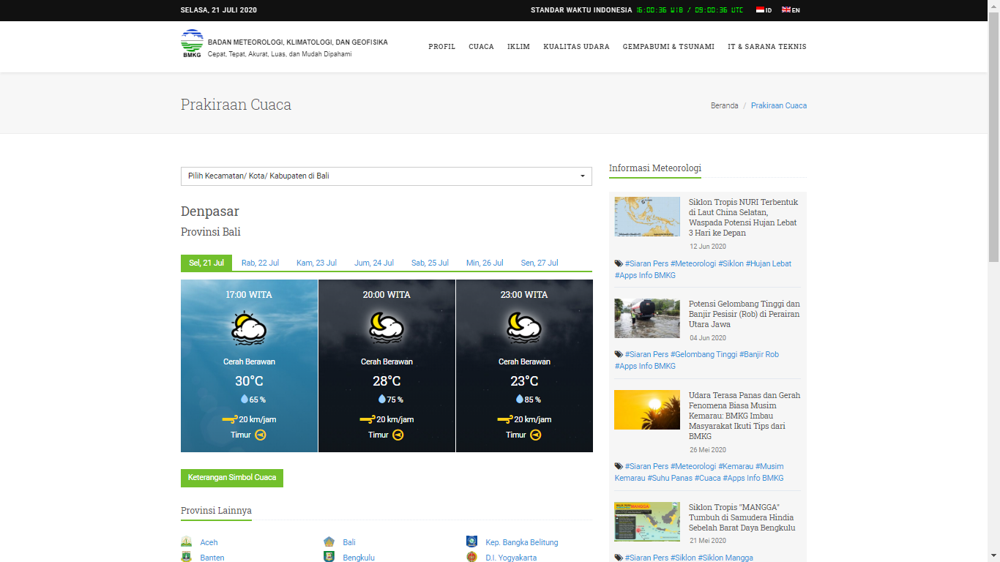 SELASA, 21 JULI 2020
STANDAR WAKTU INDONESIA 16:00:36 WIB / 09:00:36 UTC
ID
EN
BMKG
BADAN METEOROLOGI, KLIMATOLOGI, DAN GEOFISIKA
Cepat, Tepat, Akurat, Luas, dan Mudah Dipahami
PROFIL
CUACA
IKLIM
KUALITAS UDARA
GEMPABUMI & TSUNAMI
IT & SARANA TEKNIS
Prakiraan Cuaca
Beranda / Prakiraan Cuaca
Pilih Kecamatan/ Kota/ Kabupaten di Bali
Denpasar
Provinsi Bali
Sel, 21 Jul
Rab, 22 Jul
Kam, 23 Jul
Jum, 24 Jul
Sab, 25 Jul
Min, 26 Jul
Sen, 27 Jul
17:00 WITA
Cerah Berawan
30°C
65 %
20 km/jam
Timur
20:00 WITA
Cerah Berawan
28°C
75 %
20 km/jam
Timur
23:00 WITA
Cerah Berawan
23°C
85 %
20 km/jam
Timur
Keterangan Simbol Cuaca
Provinsi Lainnya
Aceh
Bali
Kep. Bangka Belitung
Banten
Bengkulu
D.I. Yogyakarta
Informasi Meteorologi
Siklon Tropis NURI Terbentuk
di Laut China Selatan,
Waspada Potensi Hujan Lebat
3 Hari ke Depan
12 Jun 2020
#Siaran Pers #Meteorologi #Siklon #Hujan Lebat
#Apps Info BMKG
Potensi Gelombang Tinggi dan
Banjir Pesisir (Rob) di Perairan
Utara Jawa
04 Jun 2020
#Siaran Pers #Gelombang Tinggi #Banjir Rob
#Apps Info BMKG
Udara Terasa Panas dan Gerah
Fenomena Biasa Musim
Kemarau: BMKG Imbau
Masyarakat Ikuti Tips dari
BMKG
26 Mei 2020
#Siaran Pers #Meteorologi #Kemarau #Musim
Kemarau #Suhu Panas #Cuaca #Apps Info BMKG
MANGGA
Siklon Tropis "MANGGA"
Tumbuh di Samudera Hindia
Sebelah Barat Daya Bengkulu
21 Mei 2020
#Siaran Pers #Siklon #Siklon Mangga